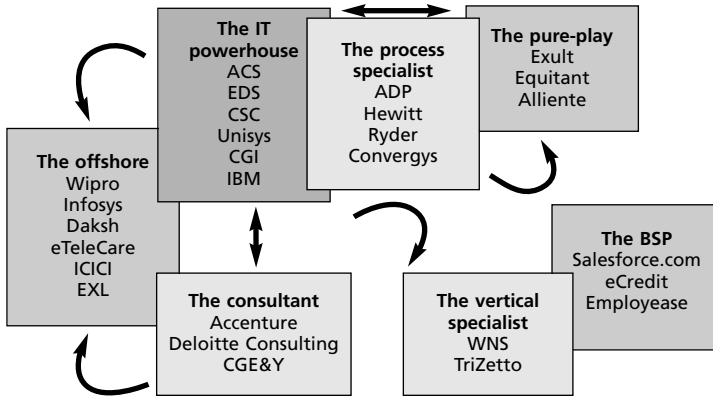 The IT
powerhouse
ACS
EDS
CSC
Unisys
CGI
IBM
The process
specialist
ADP
Hewitt
Ryder
Convergys
The pure-play
Exult
Equitant
Alliente
The offshore
Wipro
Infosys
Daksh
eTeleCare
ICICI
EXL
The consultant
Accenture
Deloitte Consulting
CGE&Y
The vertical
specialist
WNS
TriZetto
The BSP
Salesforce.com
eCredit
Employease